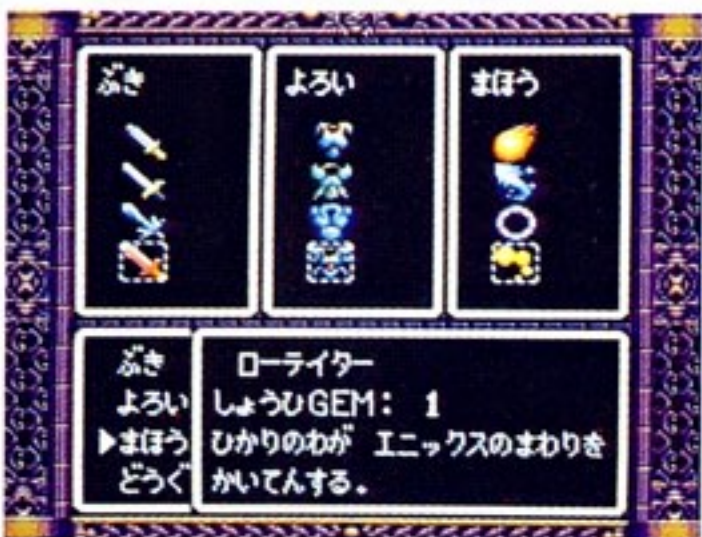 ぶき
よろい
まほう
ぶき
よろい
▶まほう
どうぐ
ローライター
しょうひGEM: 1
ひかりのわが エニックスのまわりを
かいてんする。